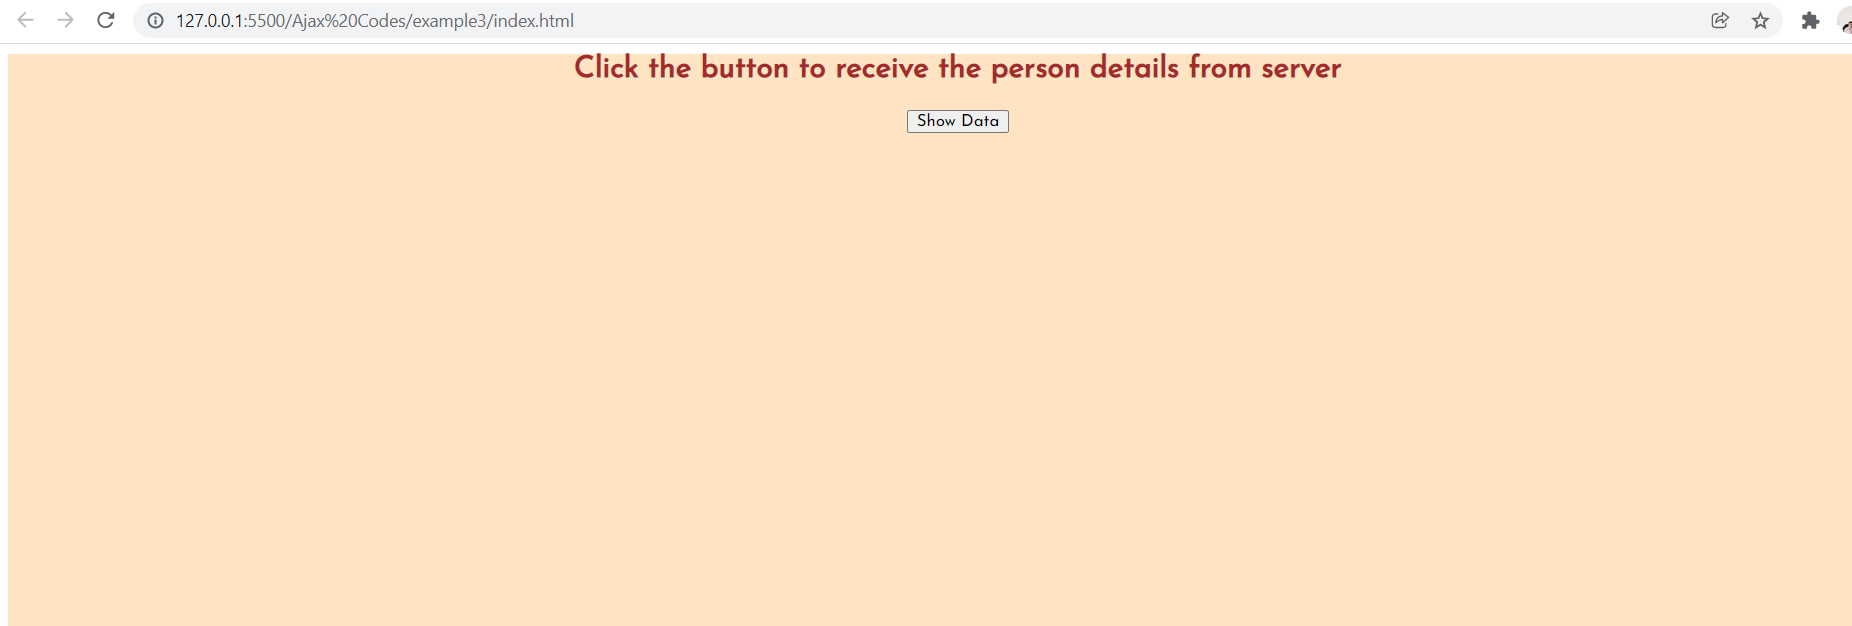 127.0.0.1:5500/Ajax%20Codes/example3/index.html
Click the button to receive the person details from server
Show Data